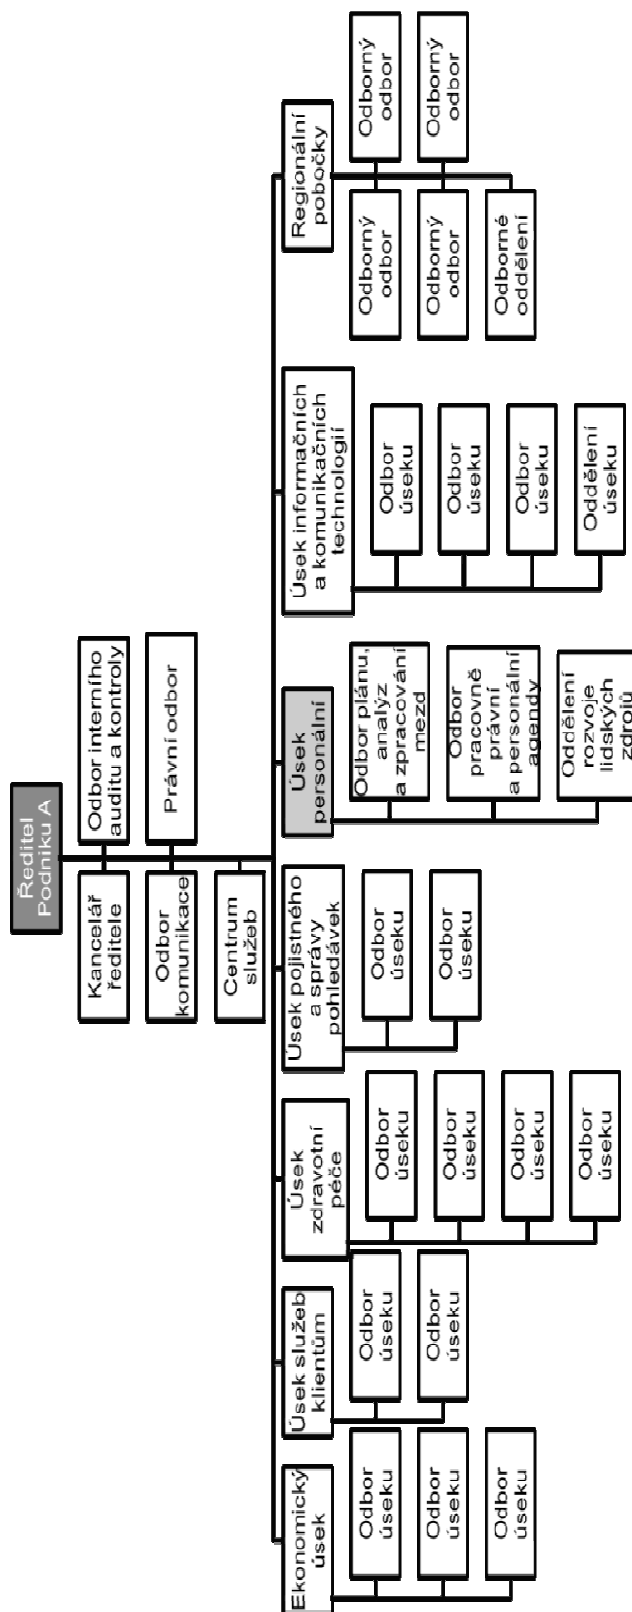 Ředitel
Podniku A
Kancelář
ředitele
Odbor interního
auditu a kontroly
Odbor
komunikace
Právní odbor
Centrum
služeb
Ekonomický
úsek
Odbor
úseku
Odbor
úseku
Odbor
úseku
Úsek služeb
klientům
Odbor
úseku
Odbor
úseku
Úsek
zdravotní
péče
Odbor
úseku
Odbor
úseku
Odbor
úseku
Odbor
úseku
Úsek pojistného
a správy
pohledávek
Odbor
úseku
Odbor
úseku
Úsek
personální
Odbor plánu,
analýz
a zpracování
mezd
Odbor
pracovně
právní
a personální
agendy
Oddělení
rozvoje
lidských
zdrojů
Úsek informačních
a komunikačních
technologií
Odbor
úseku
Odbor
úseku
Odbor
úseku
Oddělení
úseku
Regionální
pobočky
Odborný
odbor
Odborný
odbor
Odborný
odbor
Odborný
odbor
Odborné
oddělení